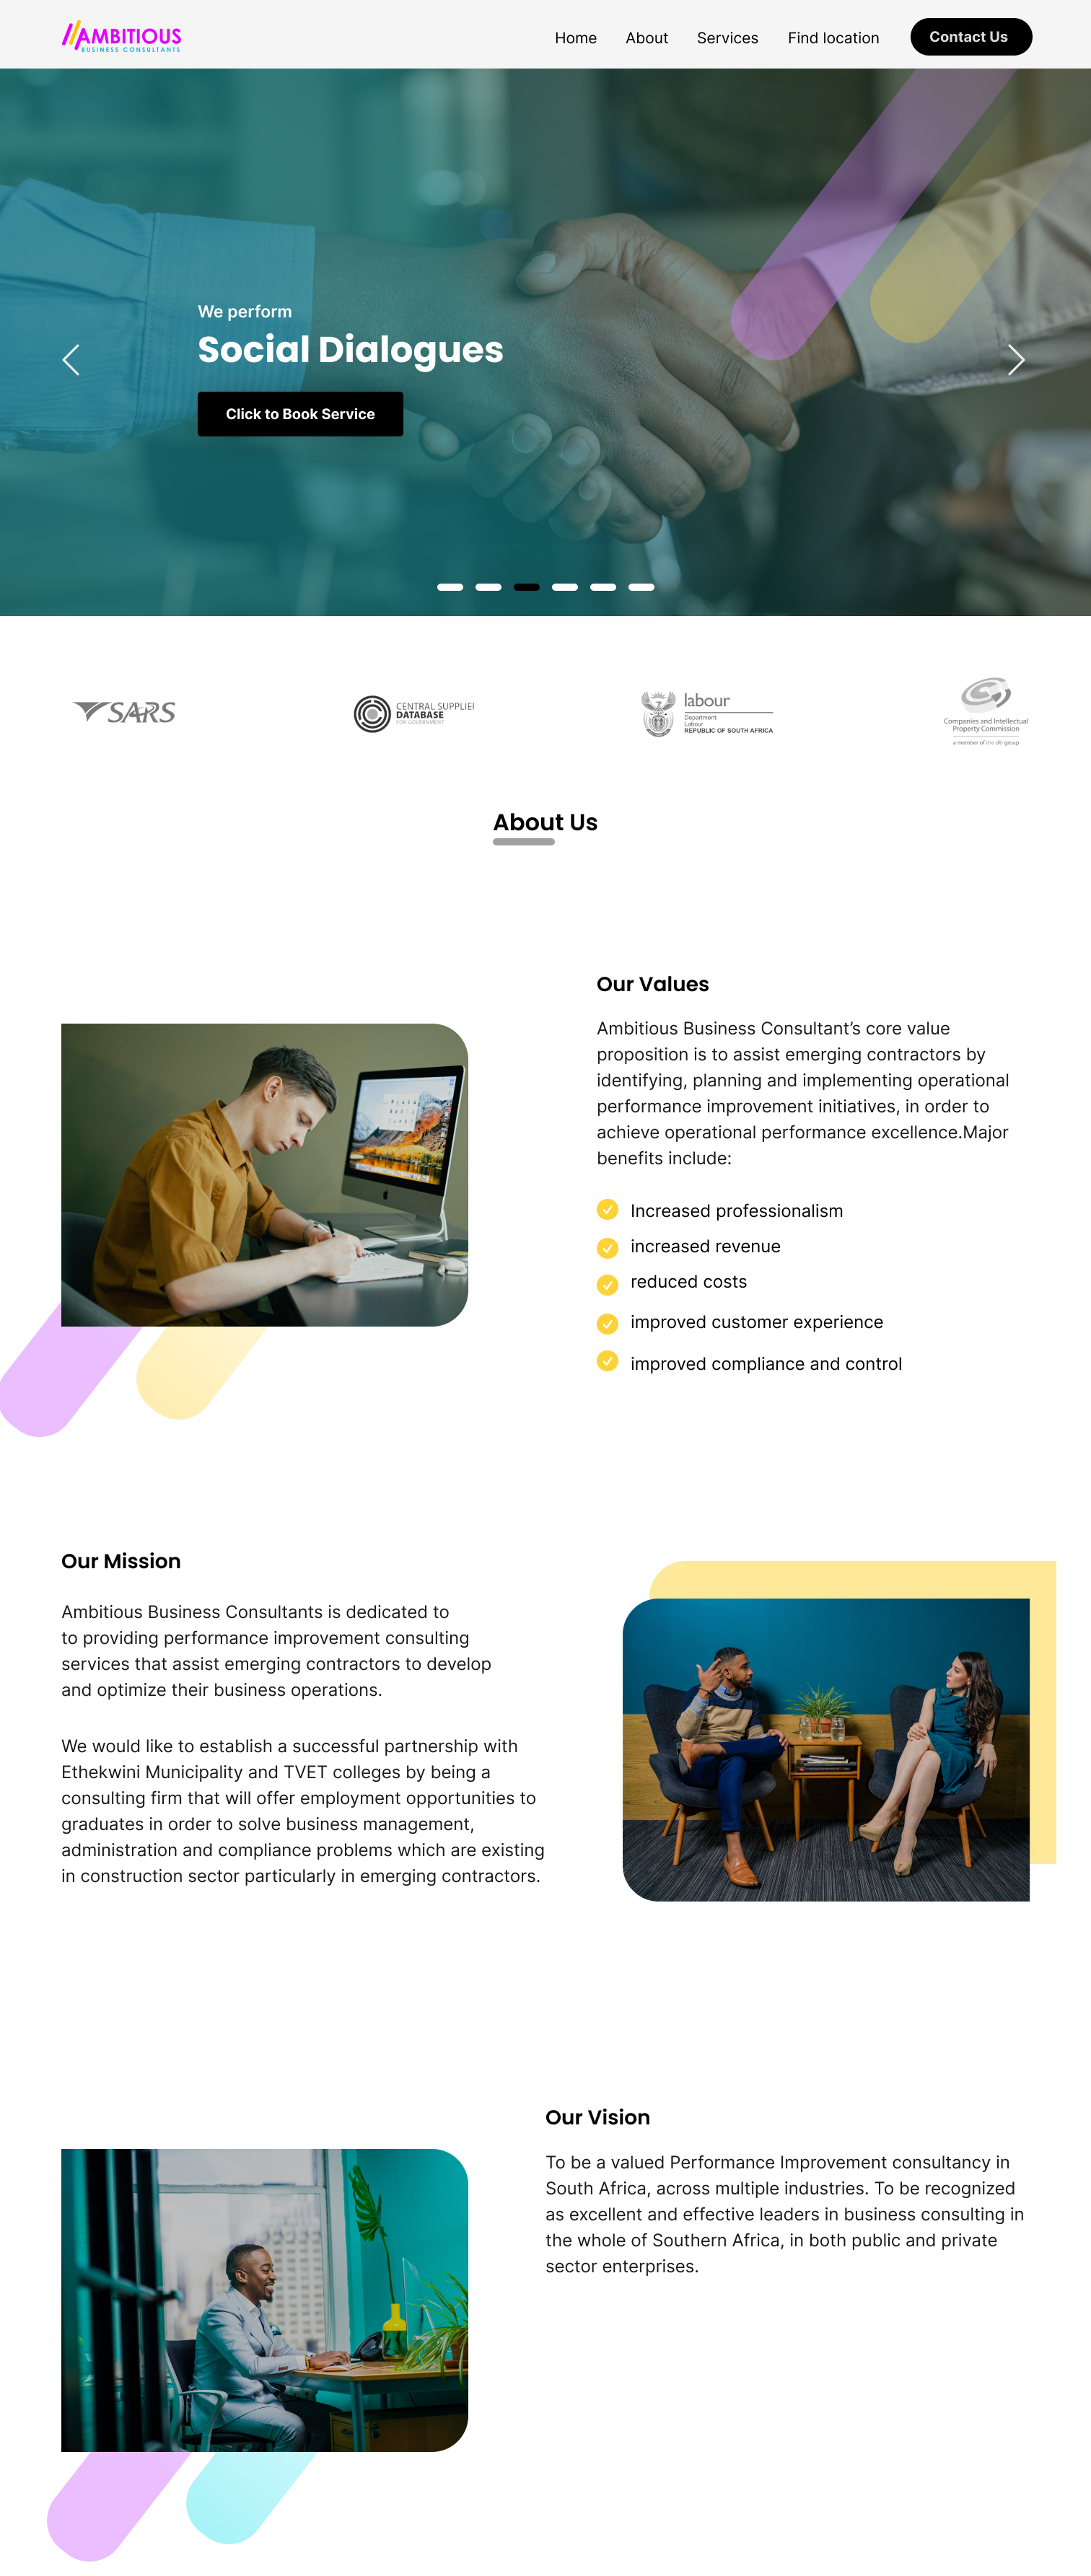 AMBITIOUS
BUSINESS CONSULTANTS
Home About Services Find location Contact Us
We perform
Social Dialogues
Click to Book Service
SARS
CENTRAL SUPPLIE
DATABASE
FOR GOVERNMENT
labour
Department
Labour
REPUBLIC OF SOUTH AFRICA
Companies and Intellectual
Property Commission
a member of the dti group
About Us
Our Values
Ambitious Business Consultant’s core value
proposition is to assist emerging contractors by
identifying, planning and implementing operational
performance improvement initiatives, in order to
achieve operational performance excellence.Major
benefits include:
Increased professionalism
increased revenue
reduced costs
improved customer experience
improved compliance and control
Our Mission
Ambitious Business Consultants is dedicated to
to providing performance improvement consulting
services that assist emerging contractors to develop
and optimize their business operations.
We would like to establish a successful partnership with
Ethekwini Municipality and TVET colleges by being a
consulting firm that will offer employment opportunities to
graduates in order to solve business management,
administration and compliance problems which are existing
in construction sector particularly in emerging contractors.
Our Vision
To be a valued Performance Improvement consultancy in
South Africa, across multiple industries. To be recognized
as excellent and effective leaders in business consulting in
the whole of Southern Africa, in both public and private
sector enterprises.